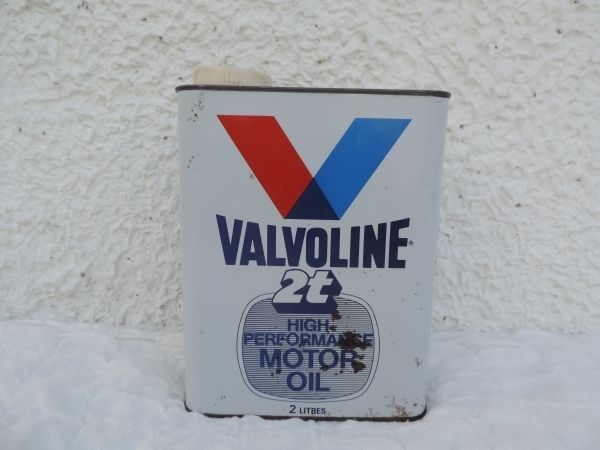 VALVOLINE®
2t
HIGH
PERFORMANCE
MOTOR
OIL
2 LITRES